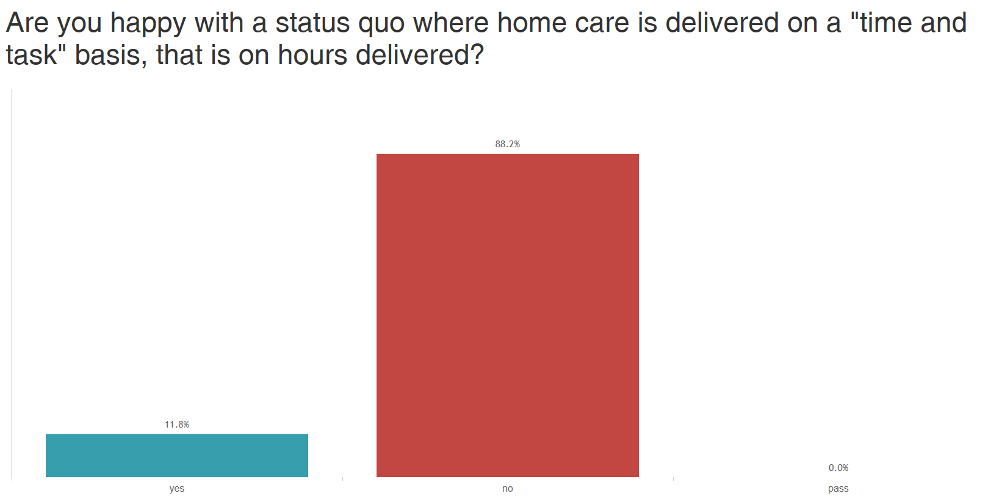 Are you happy with a status quo where home care is delivered on a "time and
task" basis, that is on hours delivered?
88.2%
11.8%
0.0%
yes
no
pass